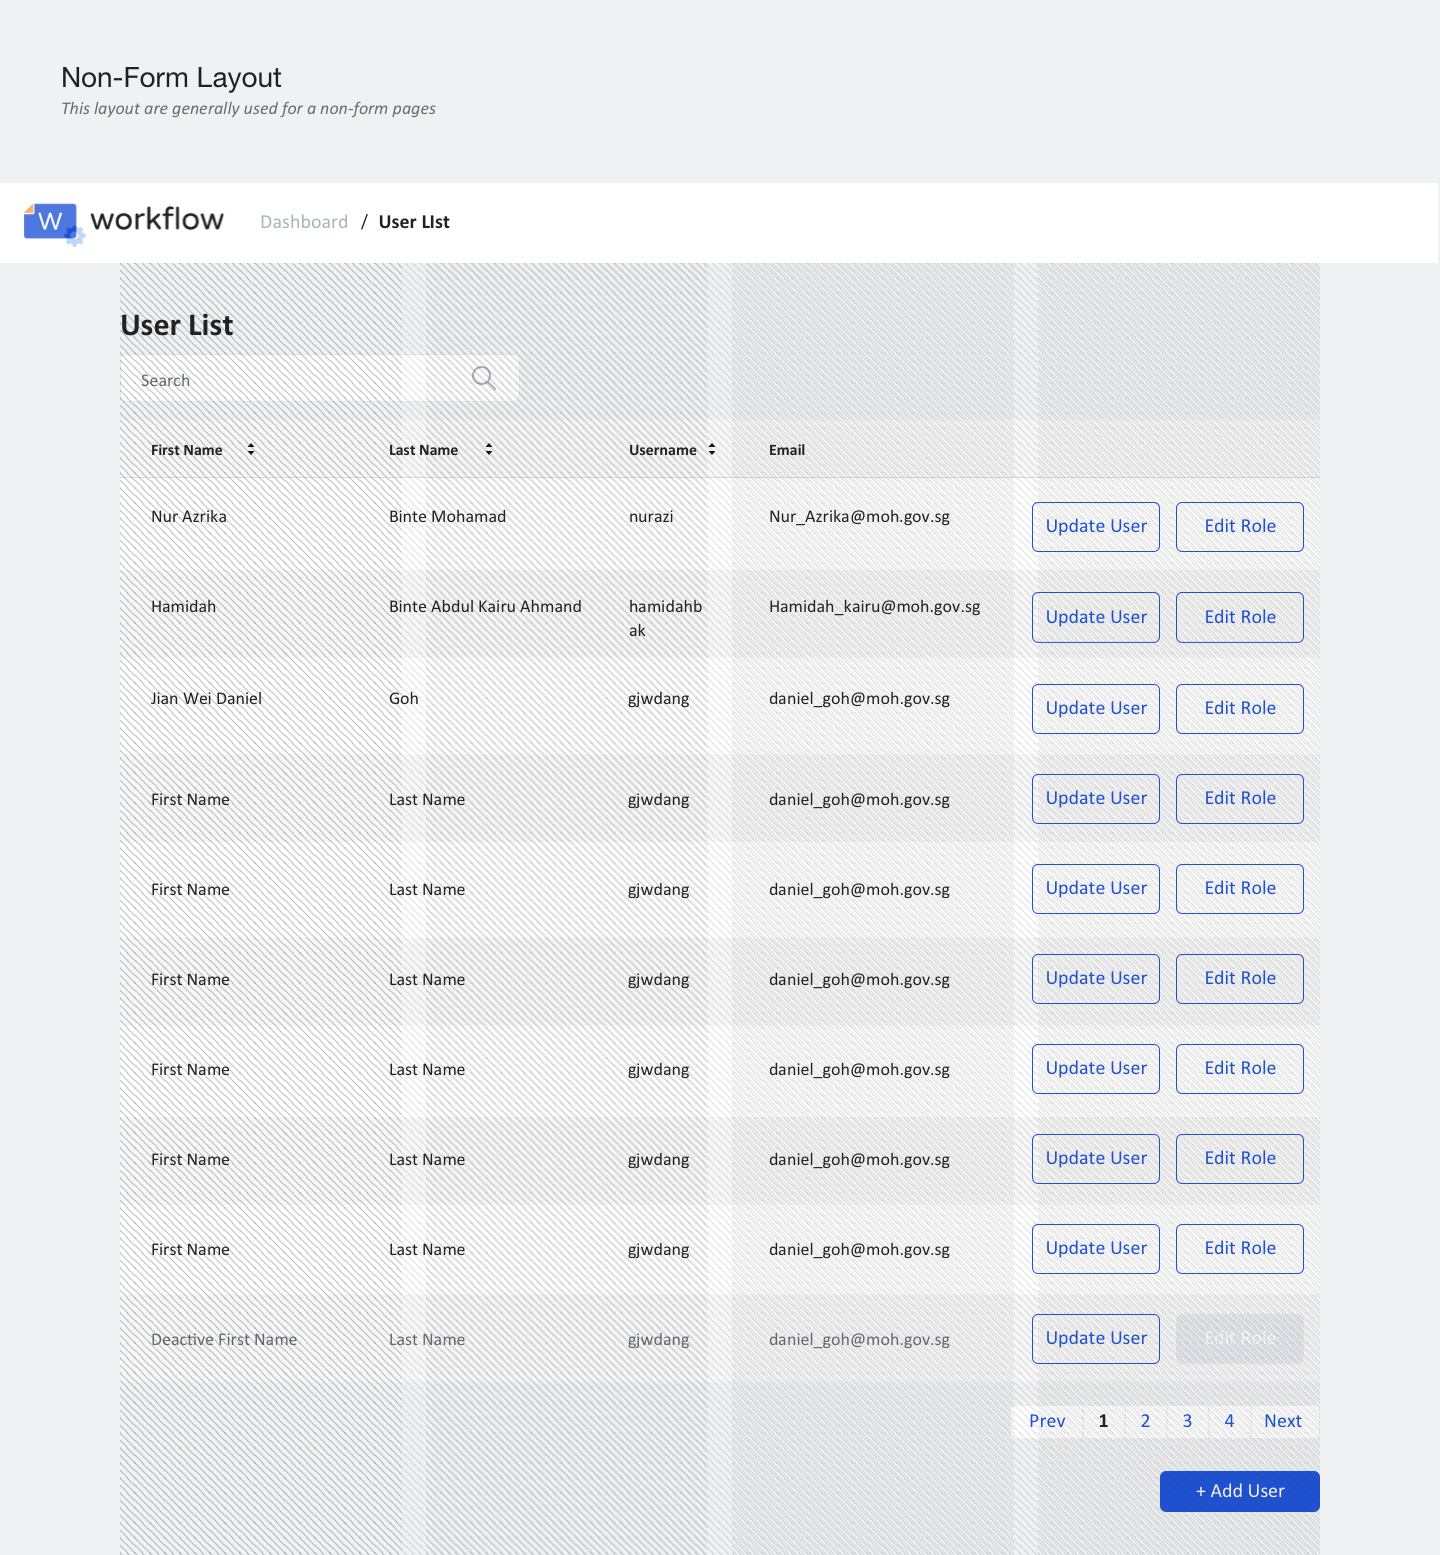 Non-Form Layout
This layout are generally used for a non-form pages
W workflow Dashboard / User LIst
User List
Search
First Name Last Name Username Email
Nur Azrika Binte Mohamad nurazi Nur_Azrika@moh.gov.sg Update User Edit Role
Hamidah Binte Abdul Kairu Ahmand hamidahb Hamidah_kairu@moh.gov.sg Update User Edit Role
ak
Jian Wei Daniel Goh gjwdang daniel_goh@moh.gov.sg Update User Edit Role
First Name Last Name gjwdang daniel_goh@moh.gov.sg Update User Edit Role
First Name Last Name gjwdang daniel_goh@moh.gov.sg Update User Edit Role
First Name Last Name gjwdang daniel_goh@moh.gov.sg Update User Edit Role
First Name Last Name gjwdang daniel_goh@moh.gov.sg Update User Edit Role
First Name Last Name gjwdang daniel_goh@moh.gov.sg Update User Edit Role
First Name Last Name gjwdang daniel_goh@moh.gov.sg Update User Edit Role
Deactive First Name Last Name gjwdang daniel_goh@moh.gov.sg Update User Edit Role
Prev 1 2 3 4 Next
+ Add User